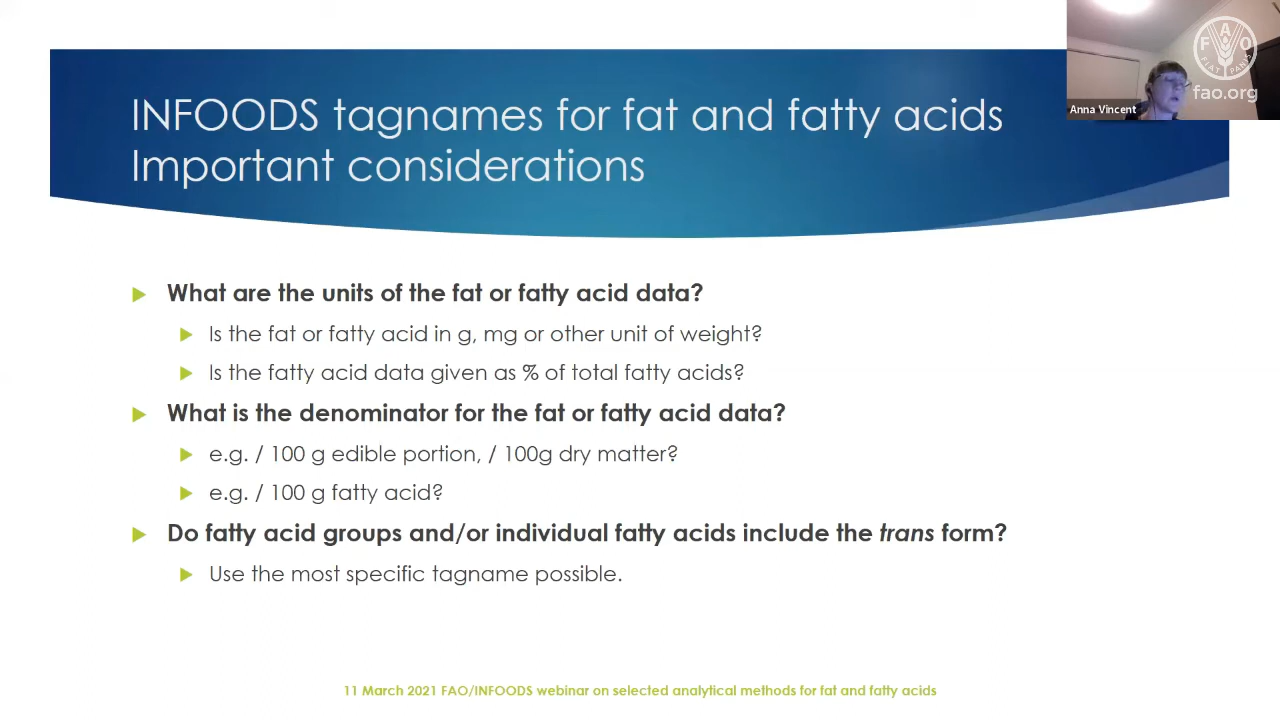 INFOODS tagnames for fat and fatty acids
Important considerations
F A O
FIAT PANIS
fao.org
Anna Vincent
What are the units of the fat or fatty acid data?
Is the fat or fatty acid in g, mg or other unit of weight?
Is the fatty acid data given as % of total fatty acids?
What is the denominator for the fat or fatty acid data?
e.g. / 100 g edible portion, / 100g dry matter?
e.g. / 100 g fatty acid?
Do fatty acid groups and/or individual fatty acids include the trans form?
Use the most specific tagname possible.
11 March 2021 FAO/INFOODS webinar on selected analytical methods for fat and fatty acids